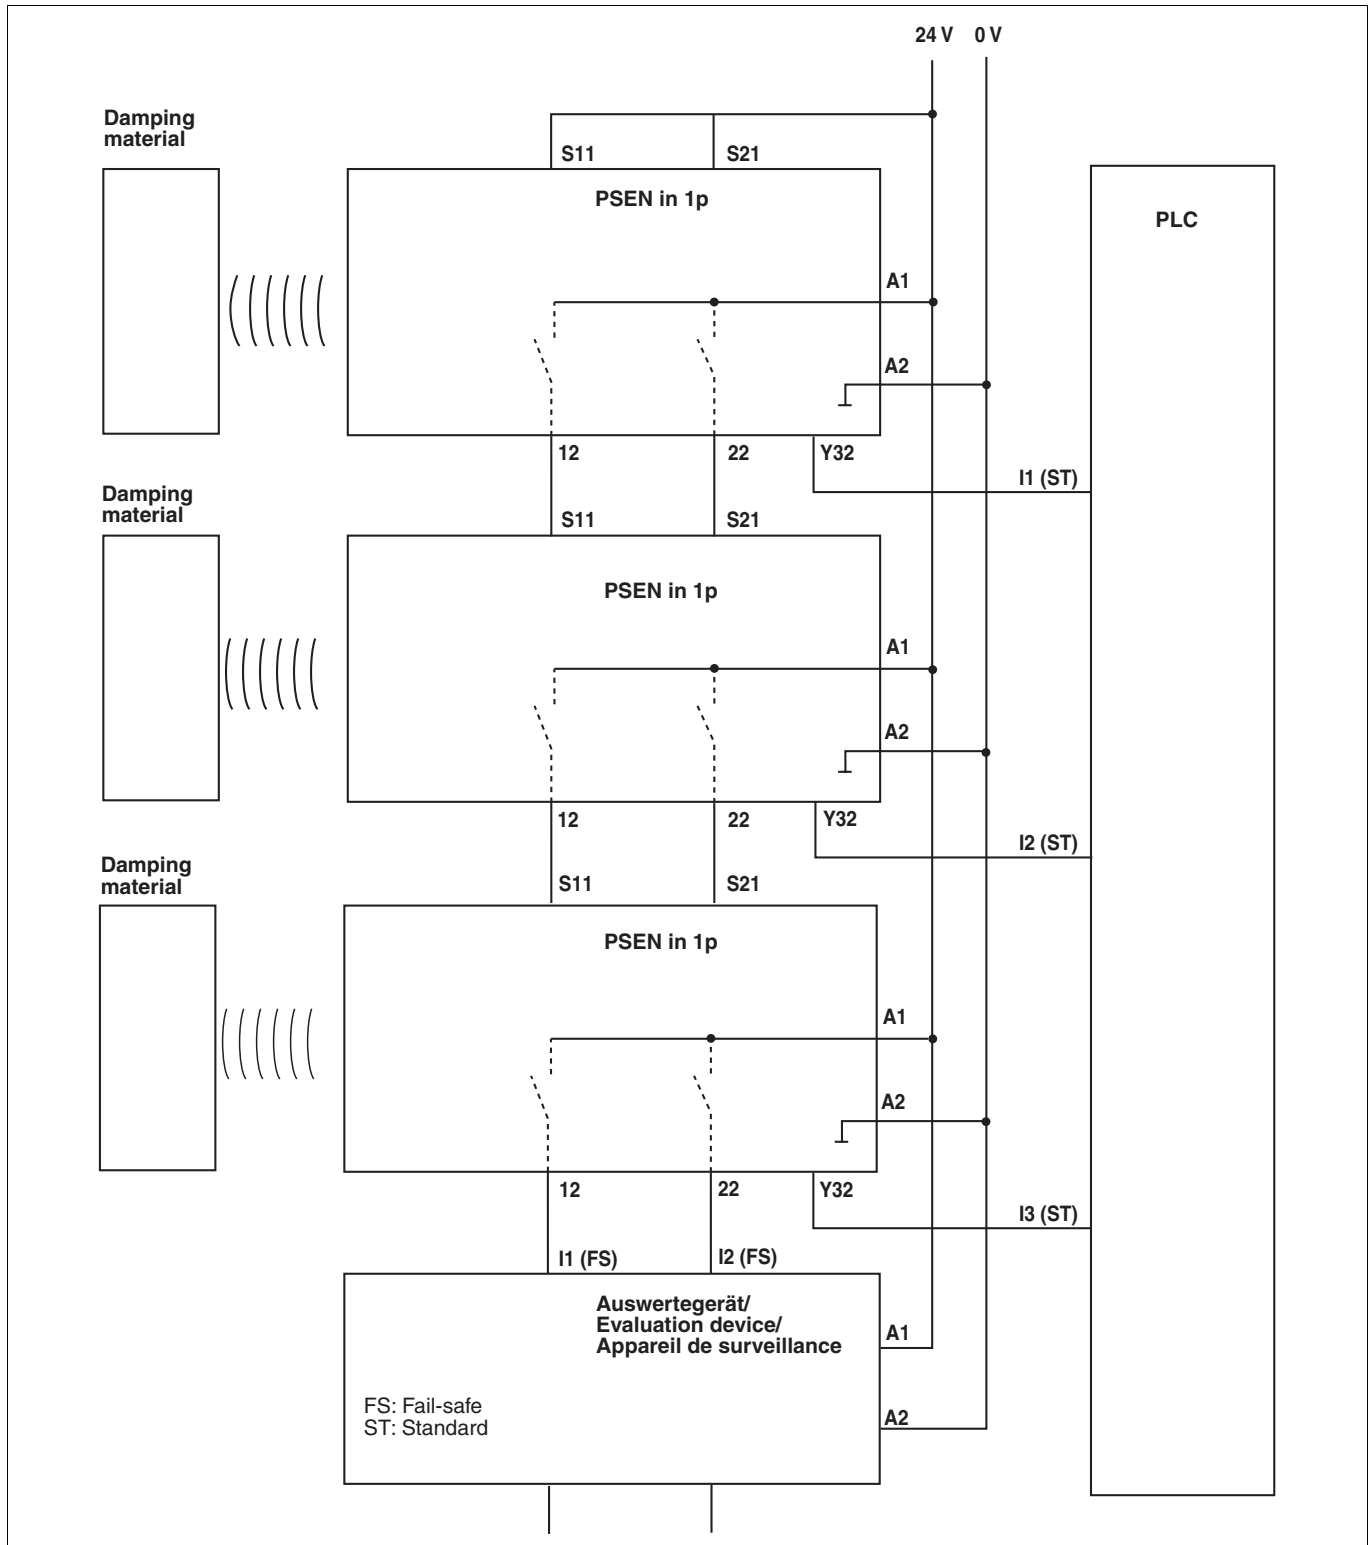 24 V 0 V
Damping
material
S11 S21
PSEN in 1p
PLC
A1
A2
12 22 Y32
I1 (ST)
Damping
material
S11 S21
PSEN in 1p
A1
A2
12 22 Y32
I2 (ST)
Damping
material
S11 S21
PSEN in 1p
A1
A2
12 22 Y32
I3 (ST)
I1 (FS) I2 (FS)
Auswertegerät/
Evaluation device/
Appareil de surveillance
A1
FS: Fail-safe
ST: Standard
A2